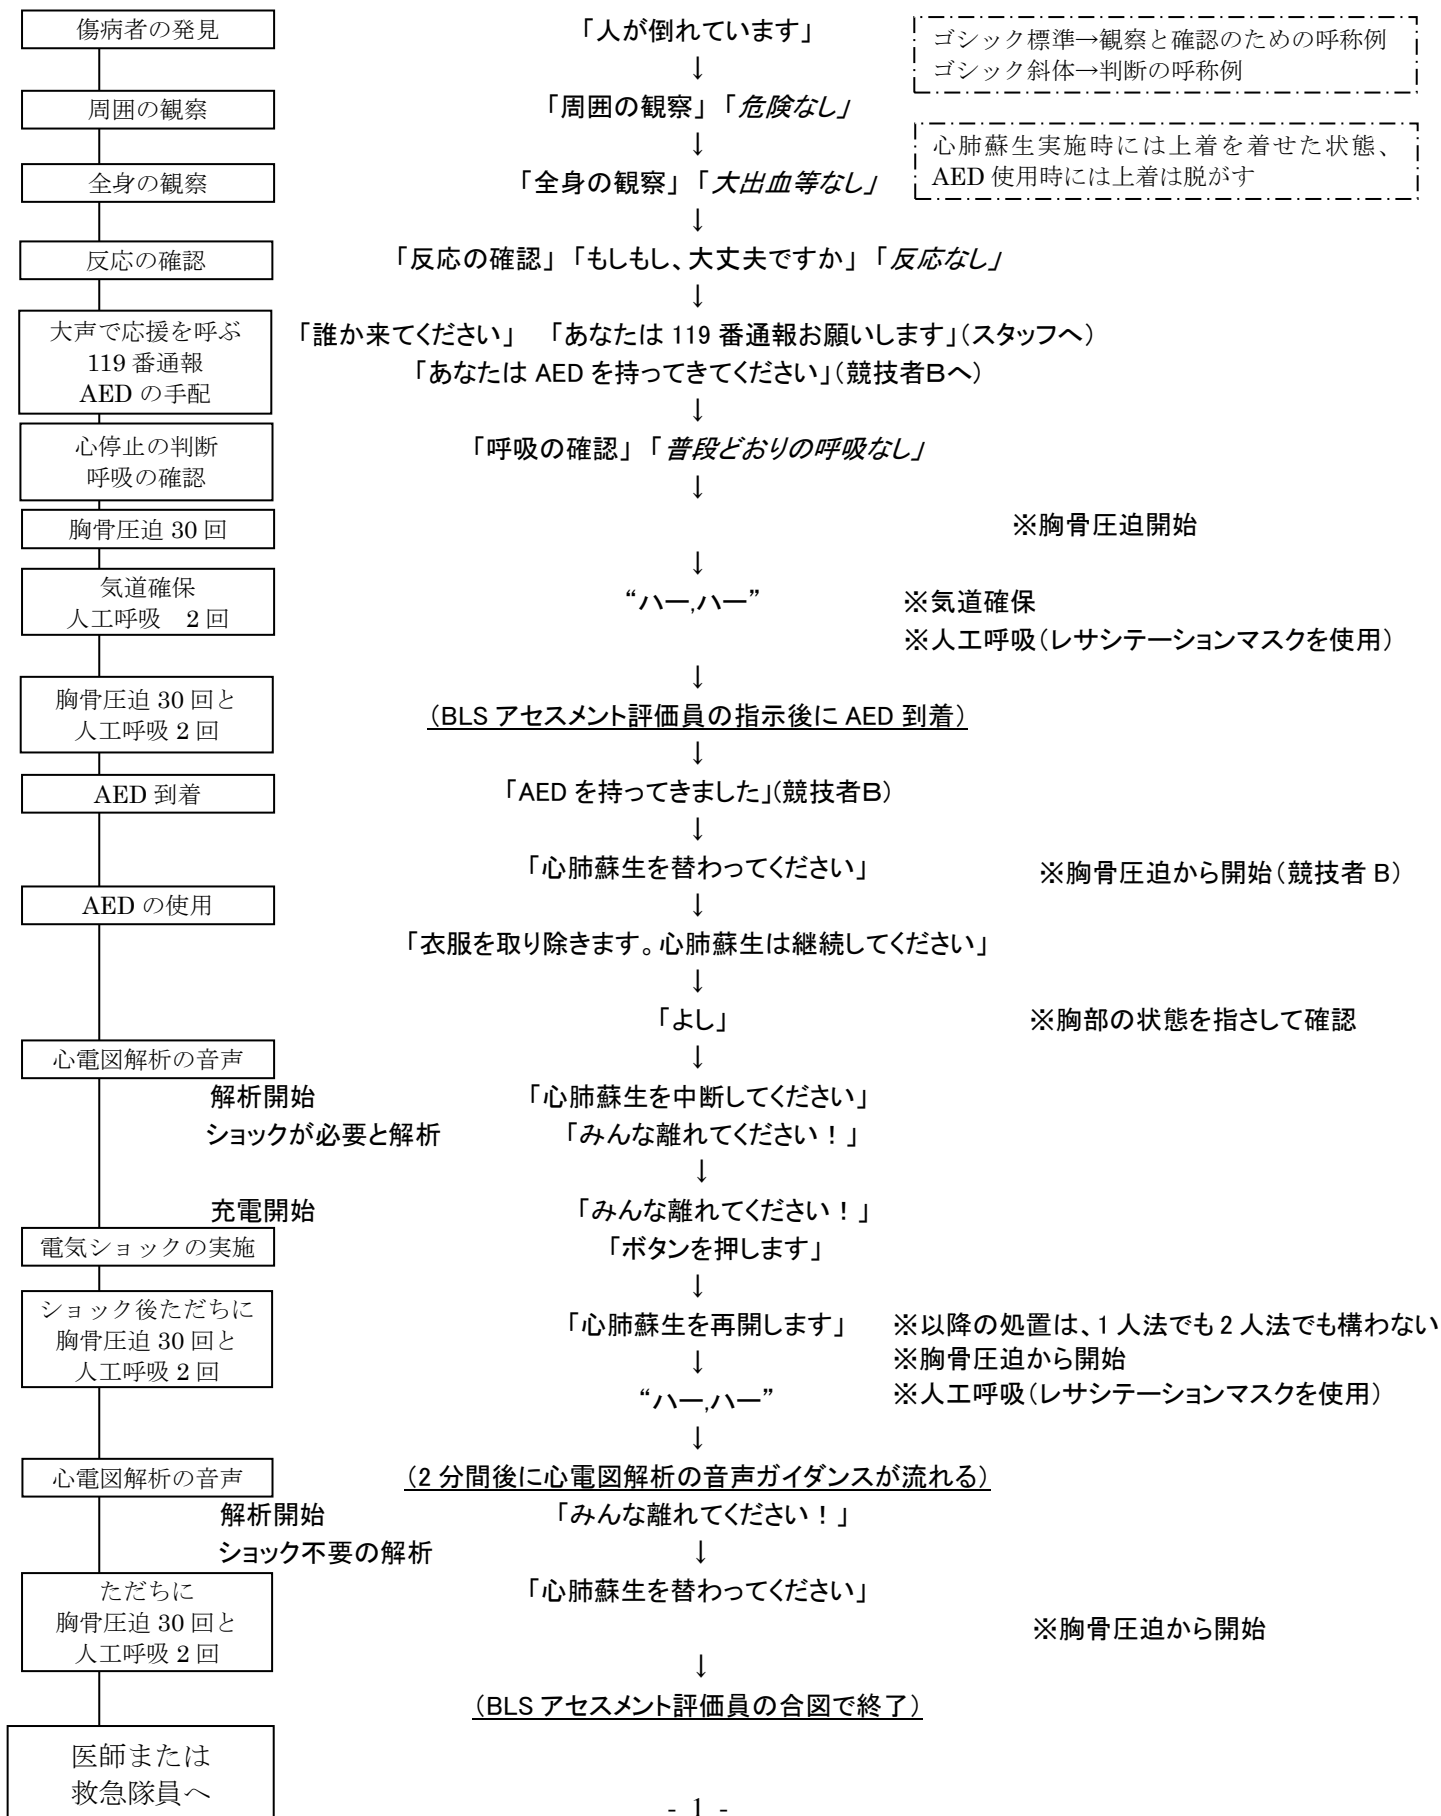 傷病者の発見
「人が倒れています」
ゴシック標準→観察と確認のための呼称例
ゴシック斜体→判断の呼称例
↓
周囲の観察
「周囲の観察」「危険なし」
心肺蘇生実施時には上着を着せた状態、
AED 使用時には上着は脱がす
↓
全身の観察
「全身の観察」「大出血等なし」
↓
反応の確認
「反応の確認」「もしもし、大丈夫ですか」「反応なし」
↓
大声で応援を呼ぶ
119 番通報
AED の手配
「誰か来てください」 「あなたは 119 番通報お願いします」(スタッフへ)
「あなたは AED を持ってきてください」(競技者Bへ)
↓
心停止の判断
呼吸の確認
「呼吸の確認」「普段どおりの呼吸なし」
↓
胸骨圧迫 30 回
※胸骨圧迫開始
↓
気道確保
人工呼吸 2 回
“ハー,ハー” ※気道確保
※人工呼吸(レサシテーションマスクを使用)
↓
胸骨圧迫 30 回と
人工呼吸 2 回
(BLS アセスメント評価員の指示後に AED 到着)
↓
AED 到着
「AED を持ってきました」(競技者B)
↓
「心肺蘇生を替わってください」 ※胸骨圧迫から開始(競技者 B)
AED の使用
↓
「衣服を取り除きます。心肺蘇生は継続してください」
↓
「よし」 ※胸部の状態を指さして確認
↓
心電図解析の音声
解析開始 「心肺蘇生を中断してください」
ショックが必要と解析 「みんな離れてください!」
↓
充電開始 「みんな離れてください!」
電気ショックの実施
「ボタンを押します」
↓
ショック後ただちに
胸骨圧迫 30 回と
人工呼吸 2 回
「心肺蘇生を再開します」 ※以降の処置は、1 人法でも 2 人法でも構わない
↓ ※胸骨圧迫から開始
“ハー,ハー” ※人工呼吸(レサシテーションマスクを使用)
↓
心電図解析の音声
(2 分間後に心電図解析の音声ガイダンスが流れる)
解析開始 「みんな離れてください!」
ショック不要の解析 ↓
ただちに
胸骨圧迫 30 回と
人工呼吸 2 回
「心肺蘇生を替わってください」
※胸骨圧迫から開始
↓
(BLS アセスメント評価員の合図で終了)
医師または
救急隊員へ
- 1 -